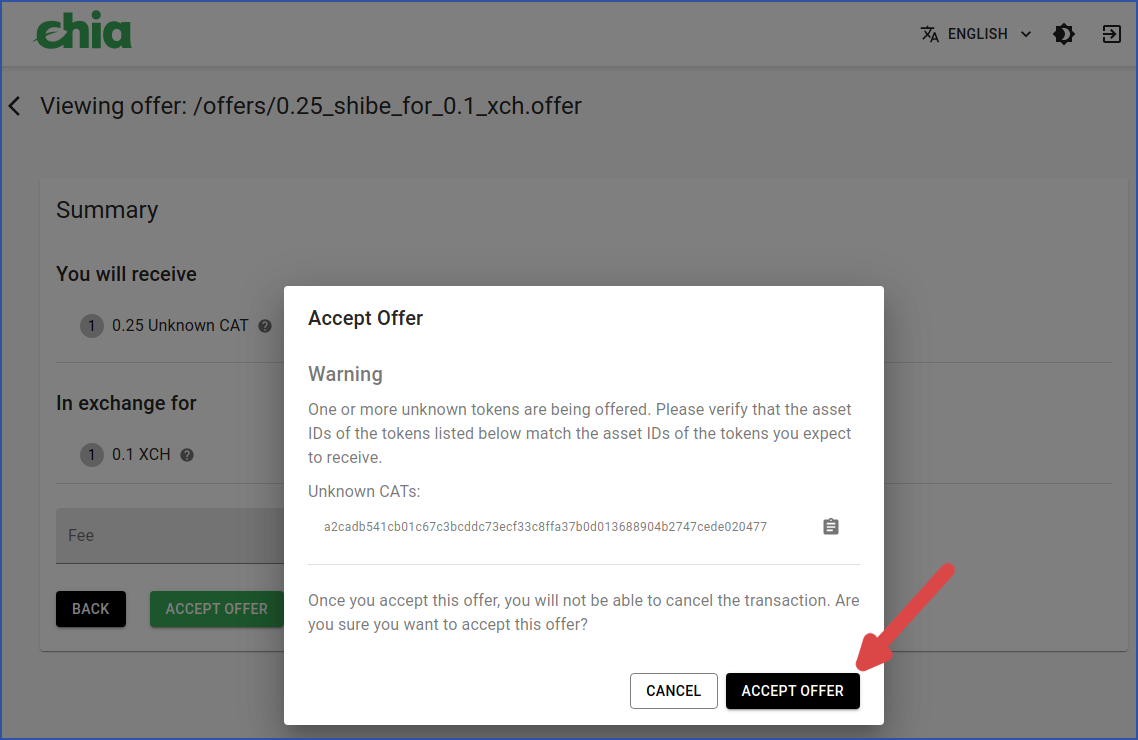 chia
ENGLISH
Viewing offer: /offers/0.25_shibe_for_0.1_xch.offer
Summary
You will receive
1 0.25 Unknown CAT ?
In exchange for
1 0.1 XCH ?
Fee
BACK
ACCEPT OFFER
Accept Offer
Warning
One or more unknown tokens are being offered. Please verify that the asset
IDs of the tokens listed below match the asset IDs of the tokens you expect
to receive.
Unknown CATs:
a2cadb541cb01c67c3bcddc73ecf33c8ffa37b0d013688904b2747cede020477
Once you accept this offer, you will not be able to cancel the transaction. Are
you sure you want to accept this offer?
CANCEL
ACCEPT OFFER